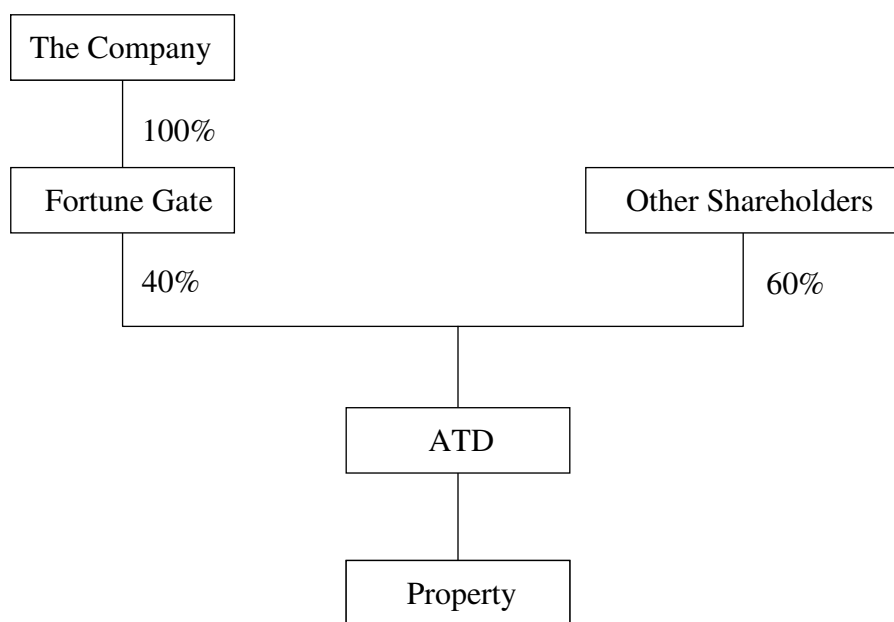 The Company
100%
Fortune Gate
Other Shareholders
40%
60%
ATD
Property